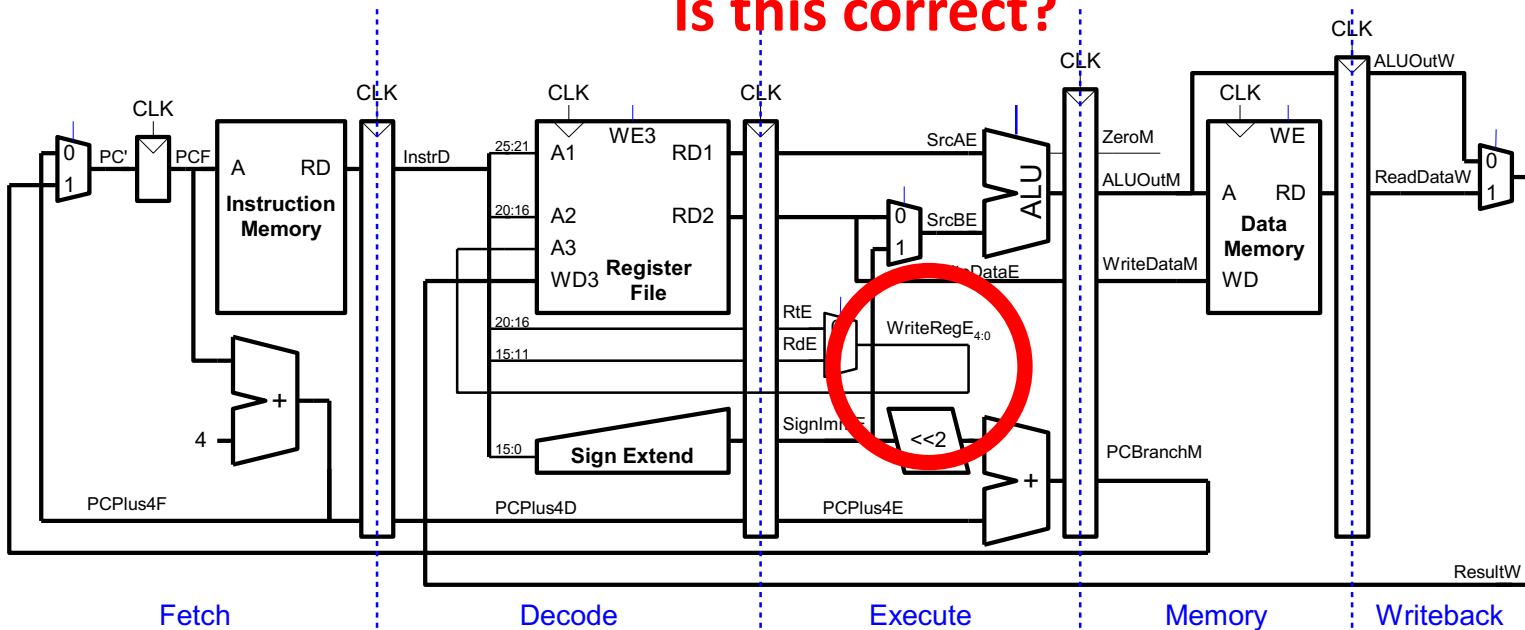 Is this correct?
CLK
CLK
CLK
CLK
CLK
CLK
CLK
CLK
ALUOutW
0
1
PC'
PCF
A
RD
Instruction
Memory
InstrD
25:21
20:16
A1
A2
A3
WD3
WE3
RD1
RD2
Register
File
SrcAE
0
1
SrcBE
ALU
ZeroM
ALUOutM
WriteDataM
WE
A
RD
Data
Memory
WD
ReadDataW
0
1
20:16
15:11
RtE
RdE
WriteRegE4:0
4
+
15:0
Sign Extend
<<2
+
PCBranchM
PCPlus4F
PCPlus4D
PCPlus4E
ResultW
Fetch
Decode
Execute
Memory
Writeback